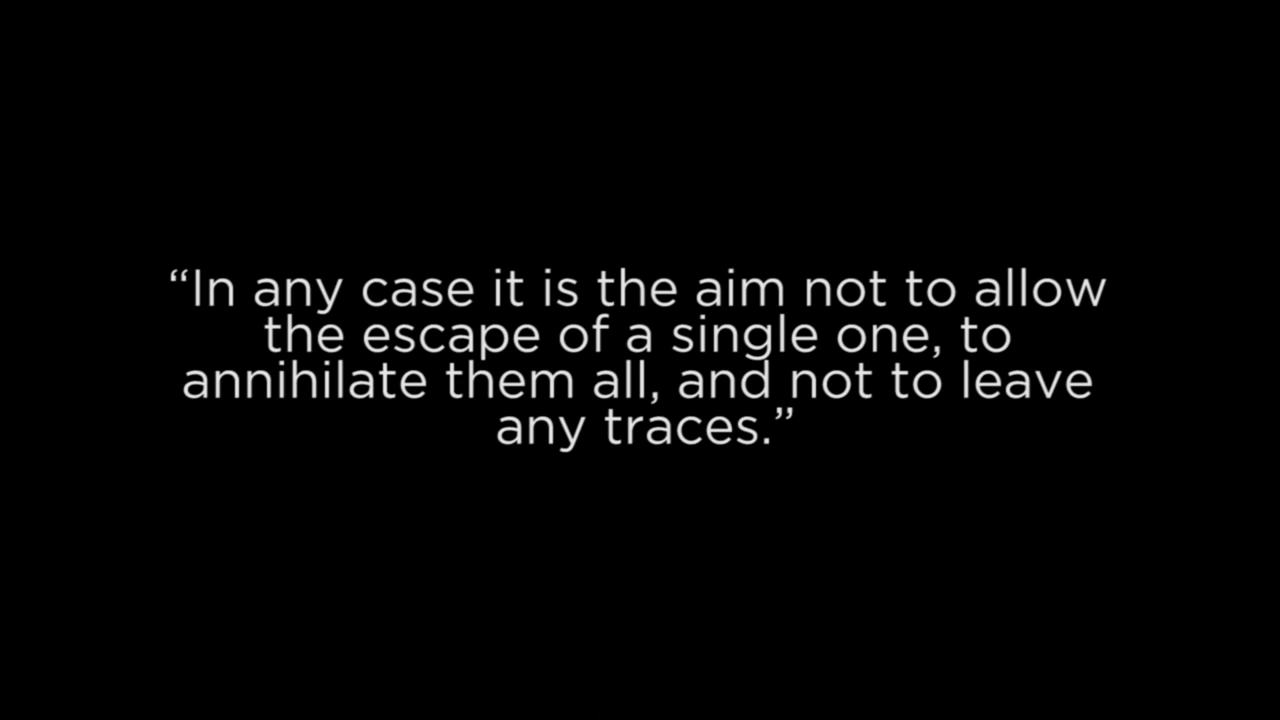 “In any case it is the aim not to allow
the escape of a single one, to
annihilate them all, and not to leave
any traces.”